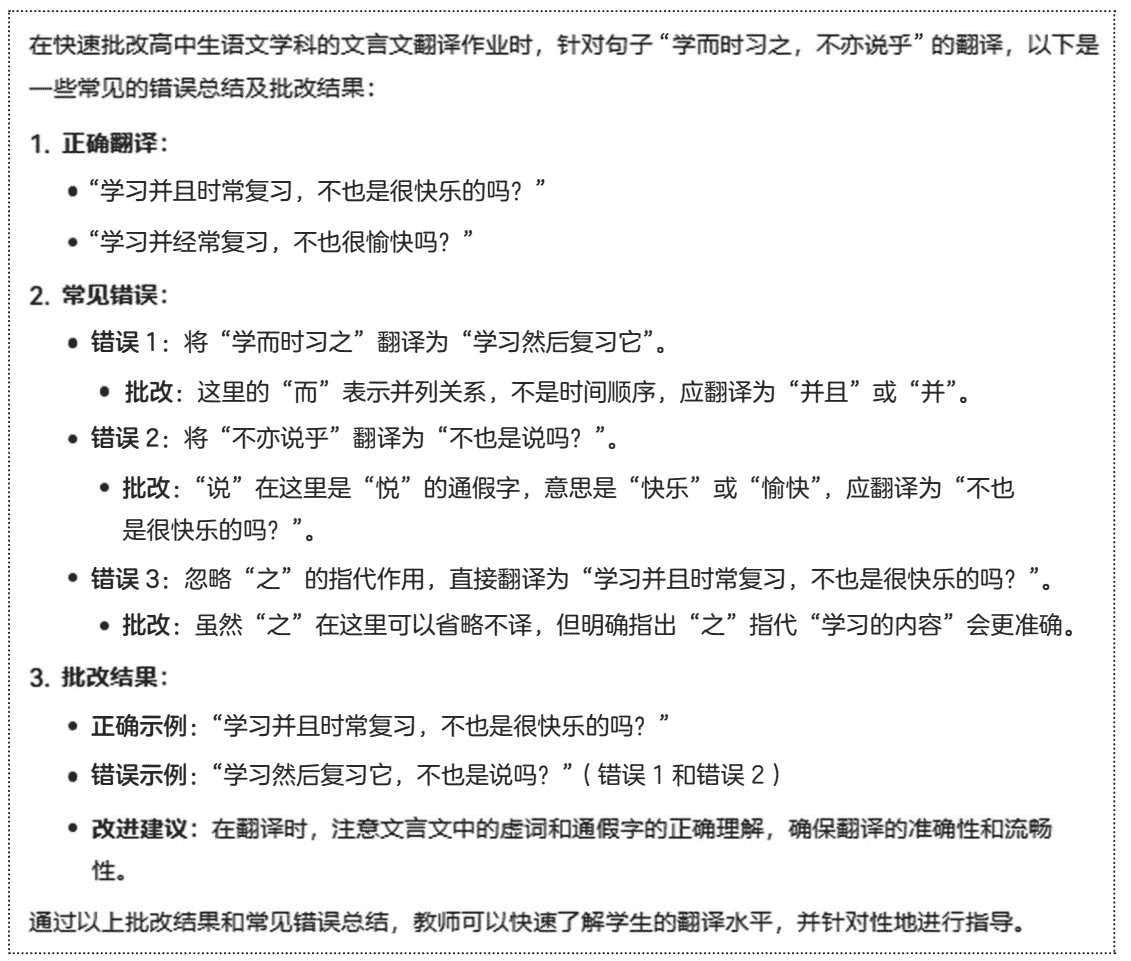 在快速批改高中生语文学科的文言文翻译作业时，针对句子“学而时习之，不亦说乎”的翻译，以下是
一些常见的错误总结及批改结果：
1. 正确翻译：
• “学习并且时常复习，不也是很快乐的吗？”
• “学习并经常复习，不也很愉快吗？”
2. 常见错误：
• 错误 1：将“学而时习之”翻译为“学习然后复习它”。
• 批改：这里的“而”表示并列关系，不是时间顺序，应翻译为“并且”或“并”。
• 错误 2：将“不亦说乎”翻译为“不也是说吗？”。
• 批改：“说”在这里是“悦”的通假字，意思是“快乐”或“愉快”，应翻译为“不也
是很快乐的吗？”。
• 错误 3：忽略“之”的指代作用，直接翻译为“学习并且时常复习，不也是很快乐的吗？”。
• 批改：虽然“之”在这里可以省略不译，但明确指出“之”指代“学习的内容”会更准确。
3. 批改结果：
• 正确示例：“学习并且时常复习，不也是很快乐的吗？”
• 错误示例：“学习然后复习它，不也是说吗？”（错误 1 和错误 2）
• 改进建议：在翻译时，注意文言文中的虚词和通假字的正确理解，确保翻译的准确性和流畅
性。
通过以上批改结果和常见错误总结，教师可以快速了解学生的翻译水平，并针对性地进行指导。